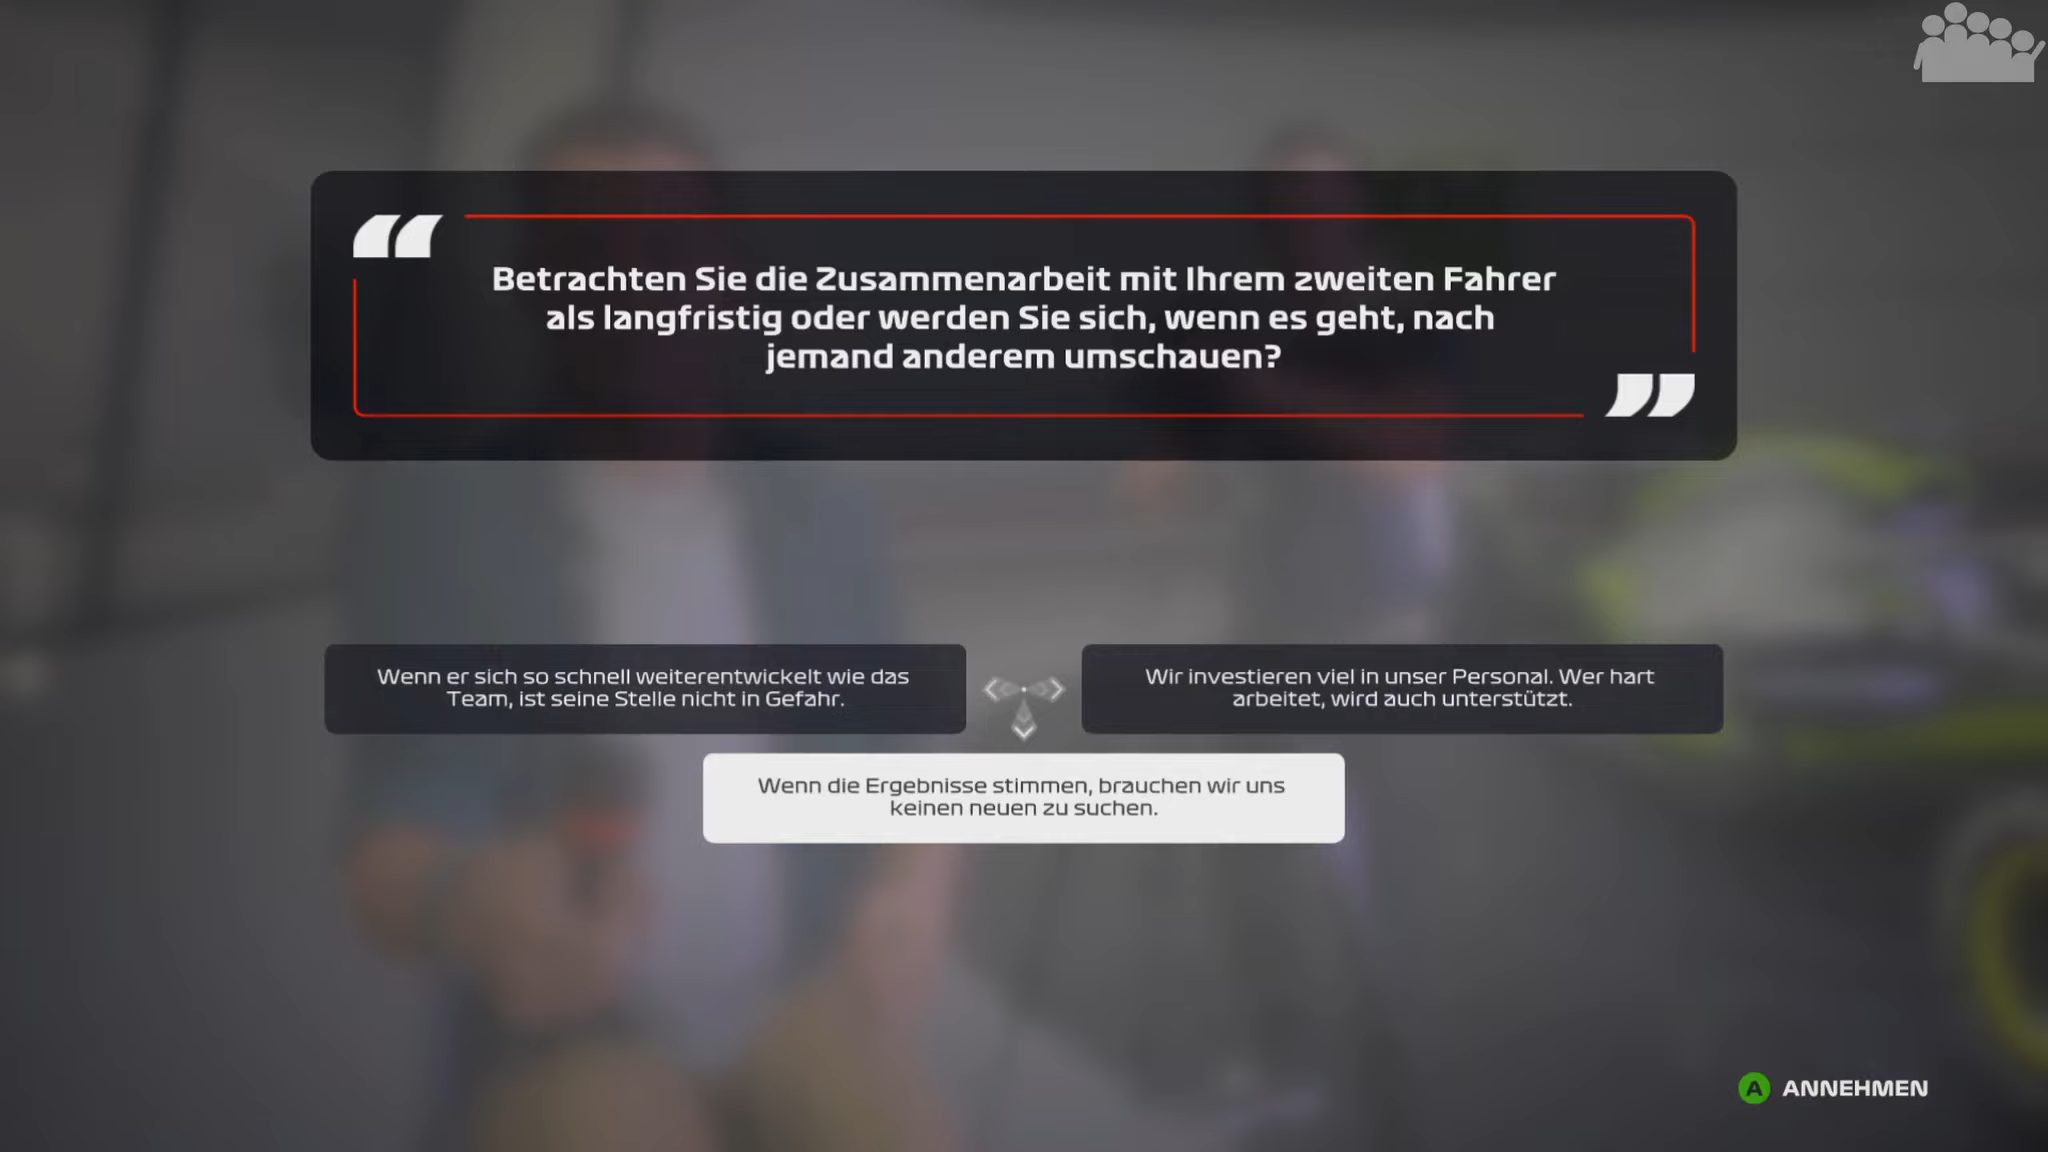 Betrachten Sie die Zusammenarbeit mit Ihrem zweiten Fahrer
als langfristig oder werden Sie sich, wenn es geht, nach
jemand anderem umschauen?
Wenn er sich so schnell weiterentwickelt wie das
Team, ist seine Stelle nicht in Gefahr.
Wir investieren viel in unser Personal. Wer hart
arbeitet, wird auch unterstützt.
Wenn die Ergebnisse stimmen, brauchen wir uns
keinen neuen zu suchen.
A ANNEHMEN